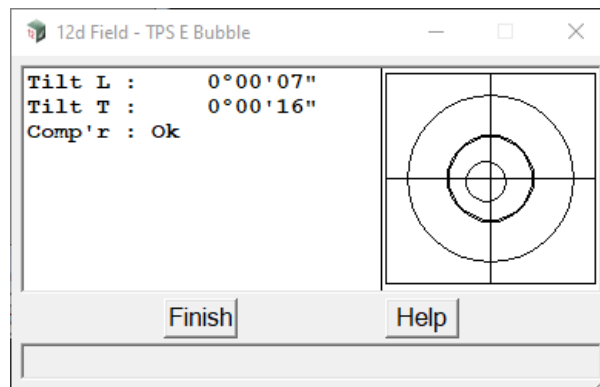 12d Field - TPS E Bubble
Tilt L : 0°00'07"
Tilt T : 0°00'16"
Comp'r : Ok
Finish
Help